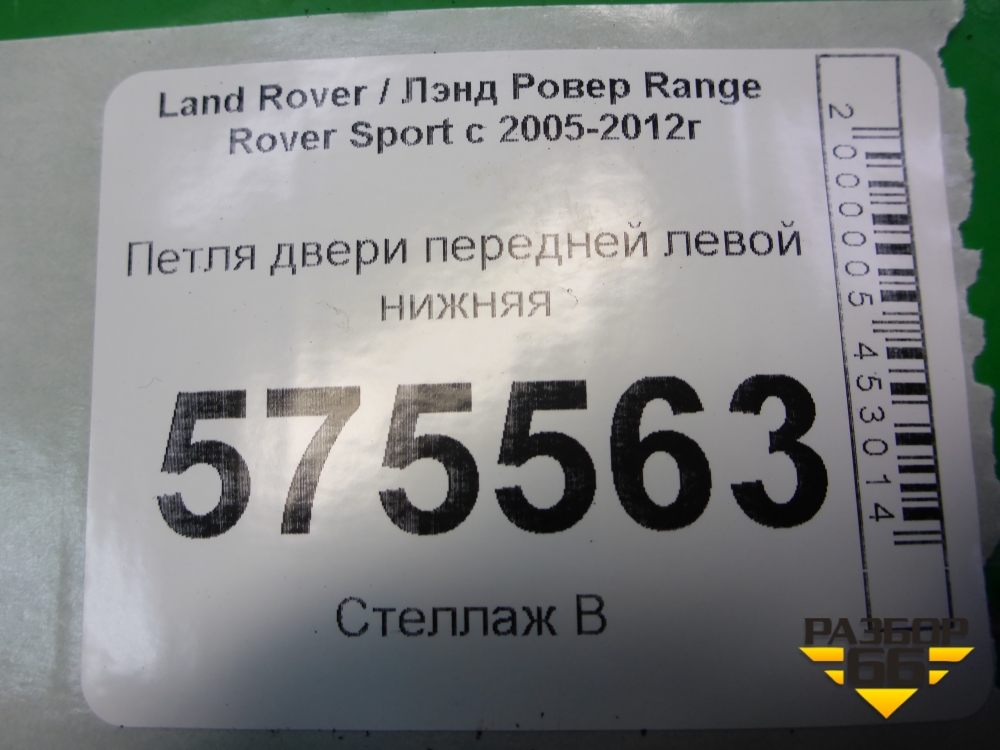 Land Rover / Лэнд Ровер Range
Rover Sport с 2005-2012г
Петля двери передней левой
нижняя
575563
Стеллаж В
2000005453014
РАЗБОР
66